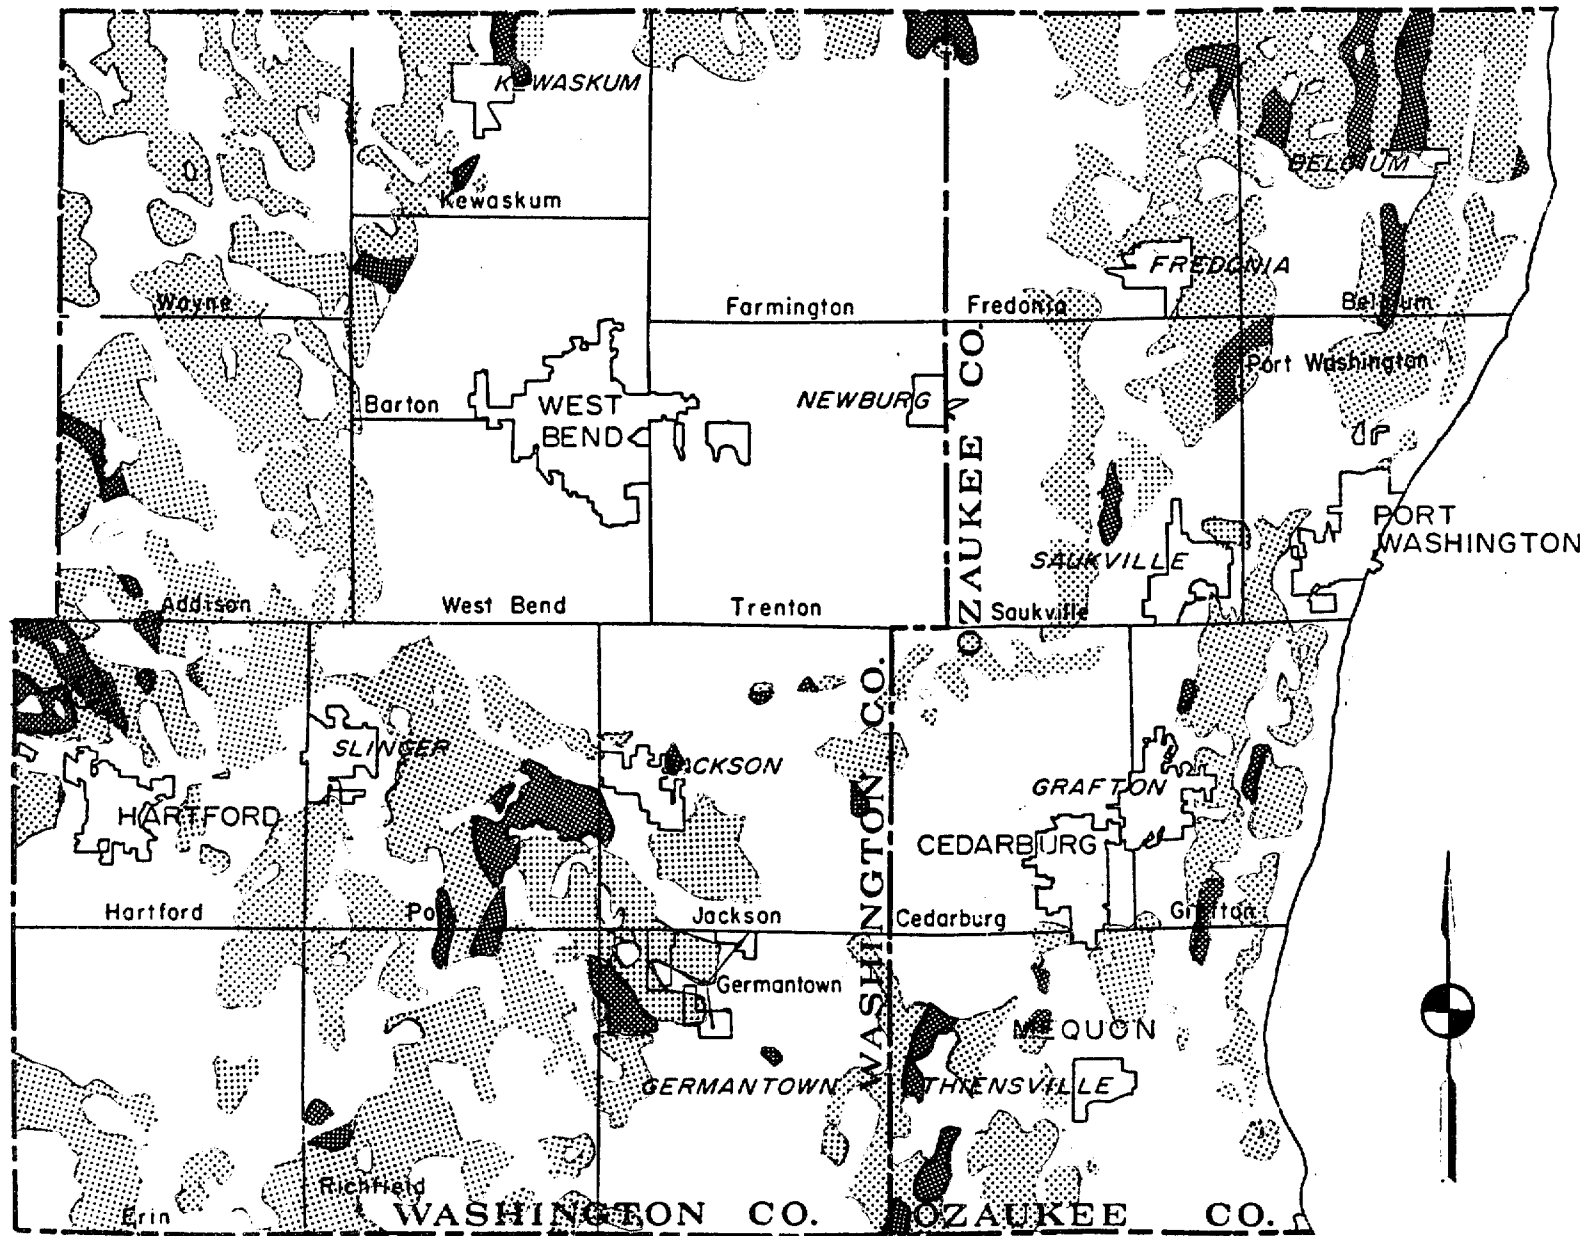 KEWASKUM
Kewaskum
BELGIUM
FREDONIA
Wayne
Farmington
Fredonia
Belgium
Port Washington
Barton
WEST
BEND
NEWBURG
OZAUKEE CO.
PORT
WASHINGTON
SAUKVILLE
Addison
West Bend
Trenton
Saukville
WASHINGTON CO.
SLINGER
JACKSON
GRAFTON
HARTFORD
CEDARBURG
Hartford
Polk
Jackson
Cedarburg
Grafton
Germantown
MEQUON
GERMANTOWN
THIENSVILLE
Richfield
Erin
WASHINGTON CO.
OZAUKEE CO.